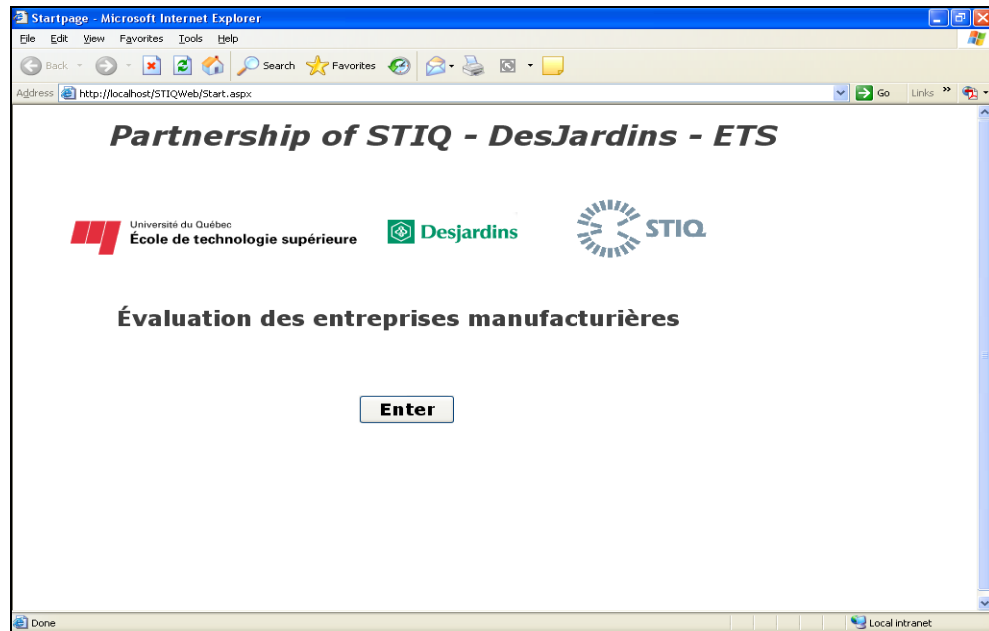 Startpage - Microsoft Internet Explorer
File Edit View Favorites Tools Help
Back Search Favorites
Address http://localhost/STIQWeb/Start.aspx Go Links »
Partnership of STIQ - DesJardins - ETS
Université du Québec
École de technologie supérieure
Desjardins
STIQ
Évaluation des entreprises manufacturières
Enter
Done Local intranet